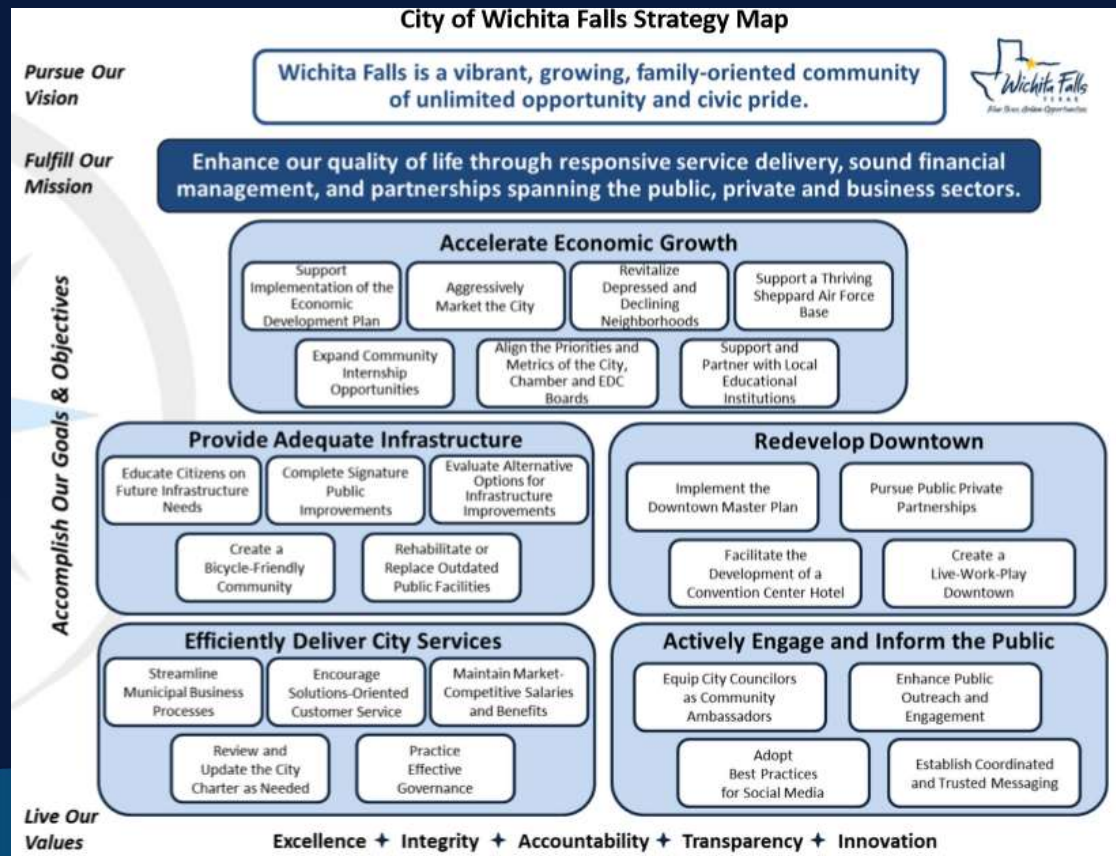 City of Wichita Falls Strategy Map
Pursue Our
Vision
Wichita Falls is a vibrant, growing, family-oriented community
of unlimited opportunity and civic pride.
Wichita Falls
TEXAS
Blue Skies. Golden Opportunities.
Fulfill Our
Mission
Enhance our quality of life through responsive service delivery, sound financial
management, and partnerships spanning the public, private and business sectors.
Accomplish Our Goals & Objectives
Accelerate Economic Growth
Support
Implementation of the
Economic
Development Plan
Aggressively
Market the City
Revitalize
Depressed and
Declining
Neighborhoods
Support a Thriving
Sheppard Air Force
Base
Expand Community
Internship
Opportunities
Align the Priorities and
Metrics of the City,
Chamber and EDC
Boards
Support and
Partner with Local
Educational
Institutions
Provide Adequate Infrastructure
Educate Citizens on
Future Infrastructure
Needs
Complete Signature
Public
Improvements
Evaluate Alternative
Options for
Infrastructure
Improvements
Create a
Bicycle-Friendly
Community
Rehabilitate or
Replace Outdated
Public Facilities
Redevelop Downtown
Implement the
Downtown Master Plan
Pursue Public Private
Partnerships
Facilitate the
Development of a
Convention Center Hotel
Create a
Live-Work-Play
Downtown
Efficiently Deliver City Services
Streamline
Municipal Business
Processes
Encourage
Solutions-Oriented
Customer Service
Maintain Market-
Competitive Salaries
and Benefits
Review and
Update the City
Charter as Needed
Practice
Effective
Governance
Actively Engage and Inform the Public
Equip City Councilors
as Community
Ambassadors
Enhance Public
Outreach and
Engagement
Adopt
Best Practices
for Social Media
Establish Coordinated
and Trusted Messaging
Live Our
Values
Excellence + Integrity + Accountability + Transparency + Innovation